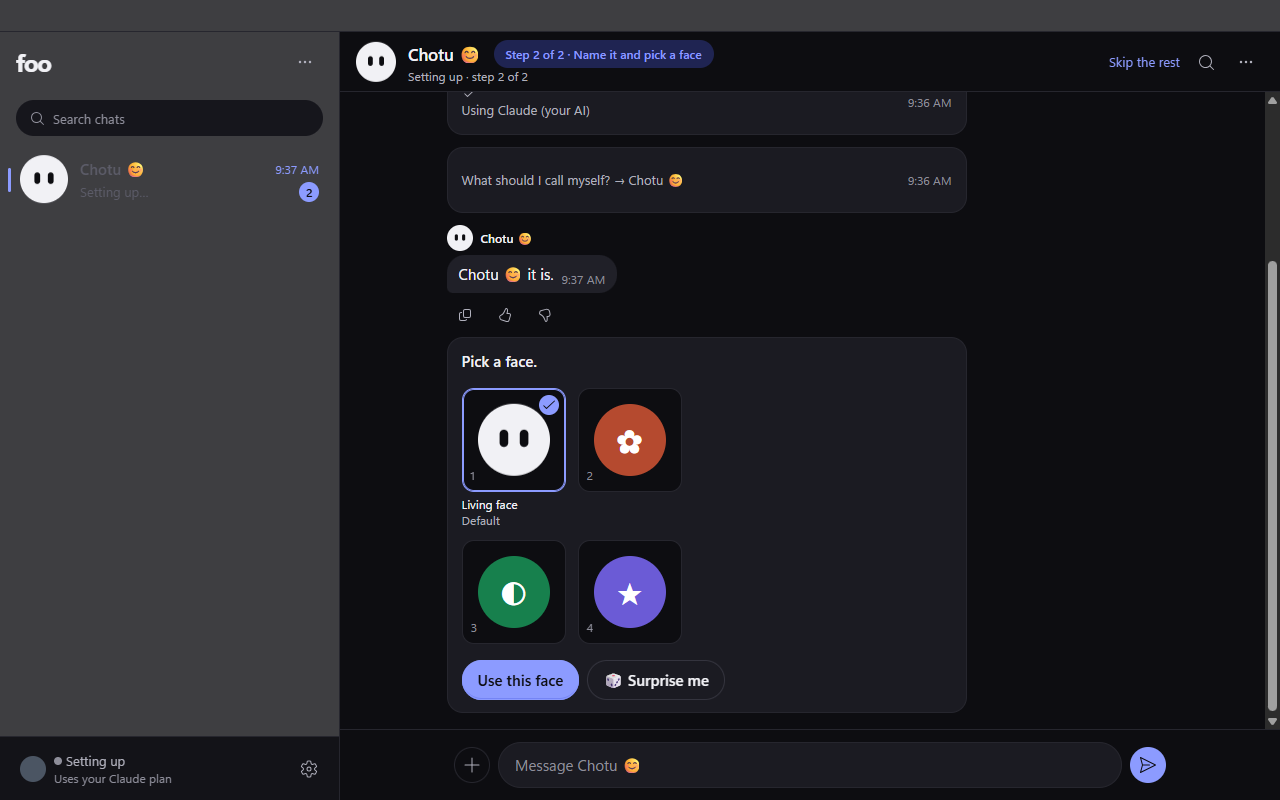 foo
Search chats
Chotu 😊 9:37 AM
Setting up... 2
Setting up
Uses your Claude plan
Chotu 😊 Step 2 of 2 · Name it and pick a face
Setting up · step 2 of 2
Skip the rest
Using Claude (your AI) 9:36 AM
What should I call myself? → Chotu 😊 9:36 AM
Chotu 😊
Chotu 😊 it is. 9:37 AM
Pick a face.
1
2
Living face
Default
3
4
Use this face
🎲 Surprise me
Message Chotu 😊